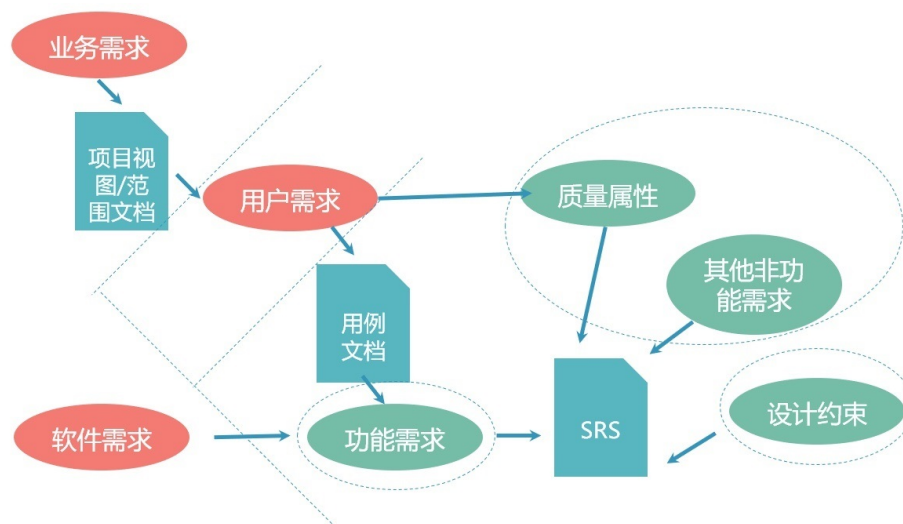 业务需求
项目视
图/范
围文档
用户需求
质量属性
其他非功
能需求
用例
文档
软件需求
功能需求
SRS
设计约束